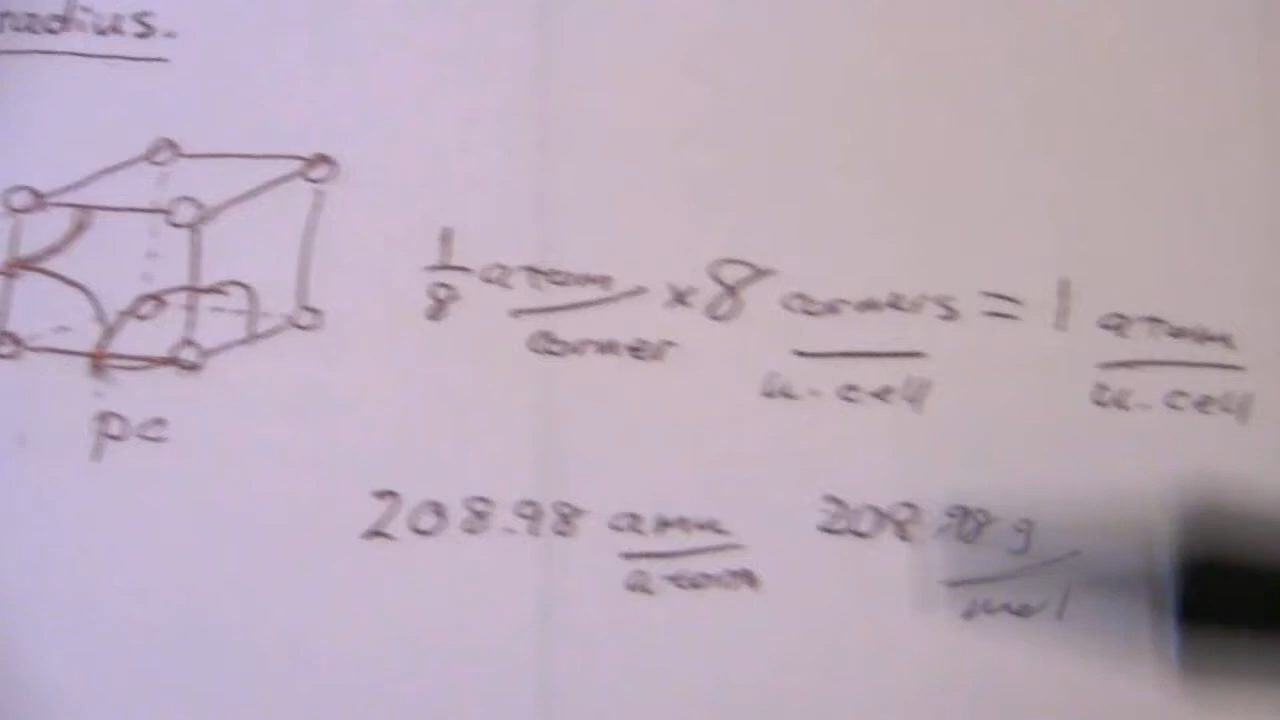 radius.
1/8 atom/corner × 8 corners/u.cell = 1 atom/u.cell
pc
208.98 amu/atom 208.98 g/mol